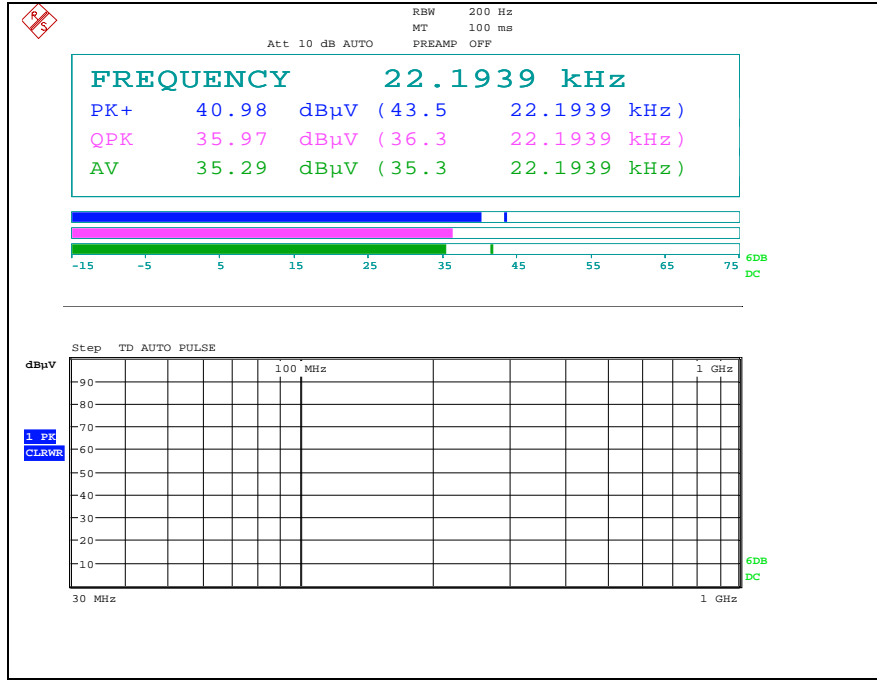 R S
RBW 200 Hz
MT 100 ms
Att 10 dB AUTO PREAMP OFF
FREQUENCY 22.1939 kHz
PK+ 40.98 dBµV (43.5 22.1939 kHz)
QPK 35.97 dBµV (36.3 22.1939 kHz)
AV 35.29 dBµV (35.3 22.1939 kHz)
-15 -5 5 15 25 35 45 55 65 75
6DB
DC
Step TD AUTO PULSE
dBµV
100 MHz 1 GHz
90
80
70
1 PK
CLRWR
60
50
40
30
20
10
6DB
DC
30 MHz 1 GHz